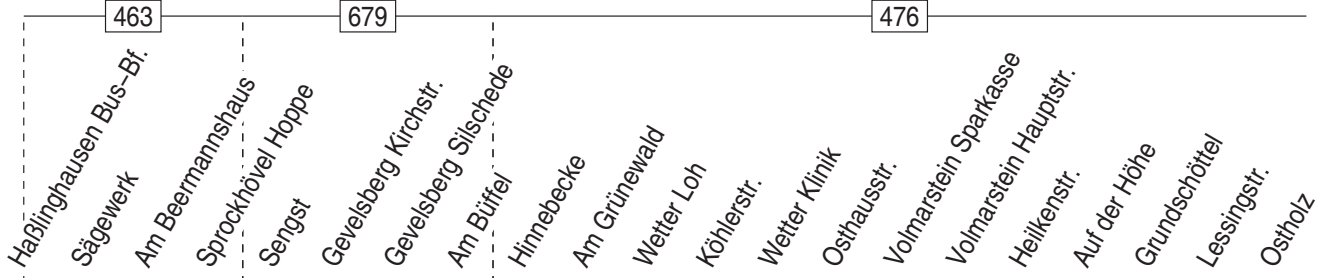 463
679
476
Haßlinghausen Bus–Bf.
Sägewerk
Am Beermannshaus
Sprockhövel Hoppe
Sengst
Gevelsberg Kirchstr.
Gevelsberg Silschede
Am Büffel
Hinnebecke
Am Grünewald
Wetter Loh
Köhlerstr.
Wetter Klinik
Osthausstr.
Volmarstein Sparkasse
Volmarstein Hauptstr.
Heilkenstr.
Auf der Höhe
Grundschöttel
Lessingstr.
Ostholz